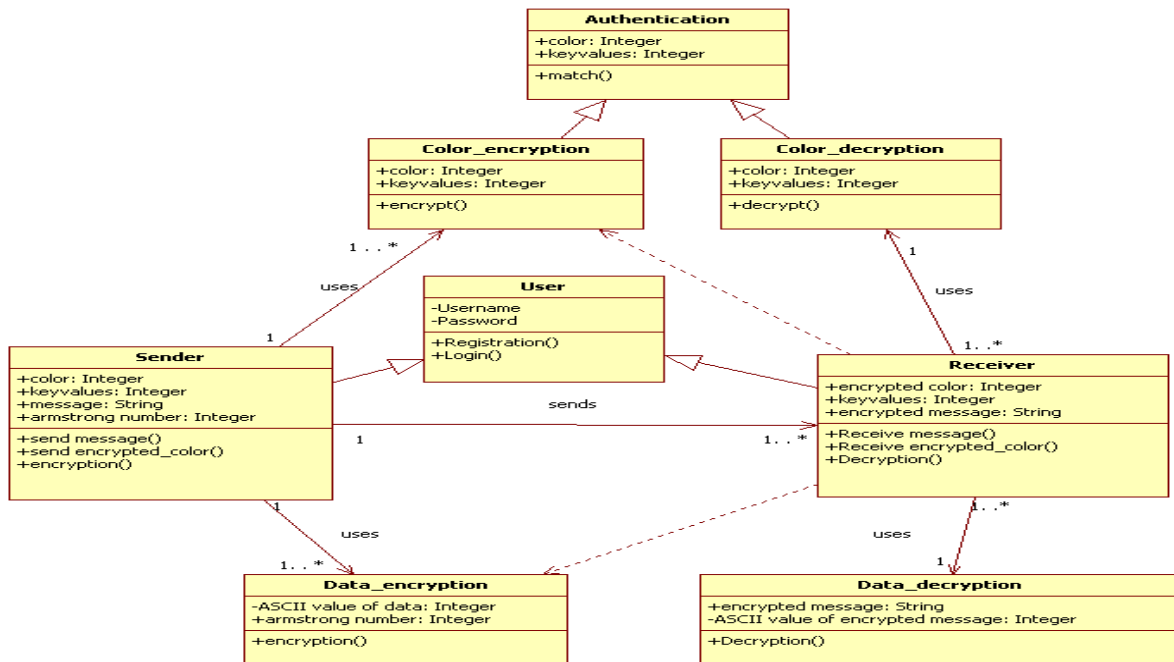 Authentication
+color: Integer
+keyvalues: Integer
+match()
Color_encryption
+color: Integer
+keyvalues: Integer
+encrypt()
Color_decryption
+color: Integer
+keyvalues: Integer
+decrypt()
1..*
uses
1
1
uses
1..*
User
-Username
-Password
+Registration()
+Login()
Sender
+color: Integer
+keyvalues: Integer
+message: String
+armstrong number: Integer
+send message()
+send encrypted_color()
+encryption()
sends
1
1..*
Receiver
+encrypted color: Integer
+keyvalues: Integer
+encrypted message: String
+Receive message()
+Receive encrypted_color()
+Decryption()
1
uses
1..*
1..*
uses
1
Data_encryption
-ASCII value of data: Integer
+armstrong number: Integer
+encryption()
Data_decryption
+encrypted message: String
-ASCII value of encrypted message: Integer
+Decryption()